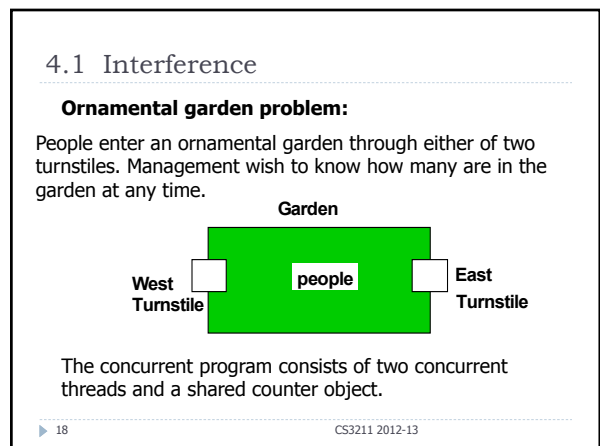 4.1 Interference
Ornamental garden problem:
People enter an ornamental garden through either of two
turnstiles. Management wish to know how many are in the
garden at any time.
Garden
West
Turnstile
people
East
Turnstile
The concurrent program consists of two concurrent
threads and a shared counter object.
18
CS3211 2012-13